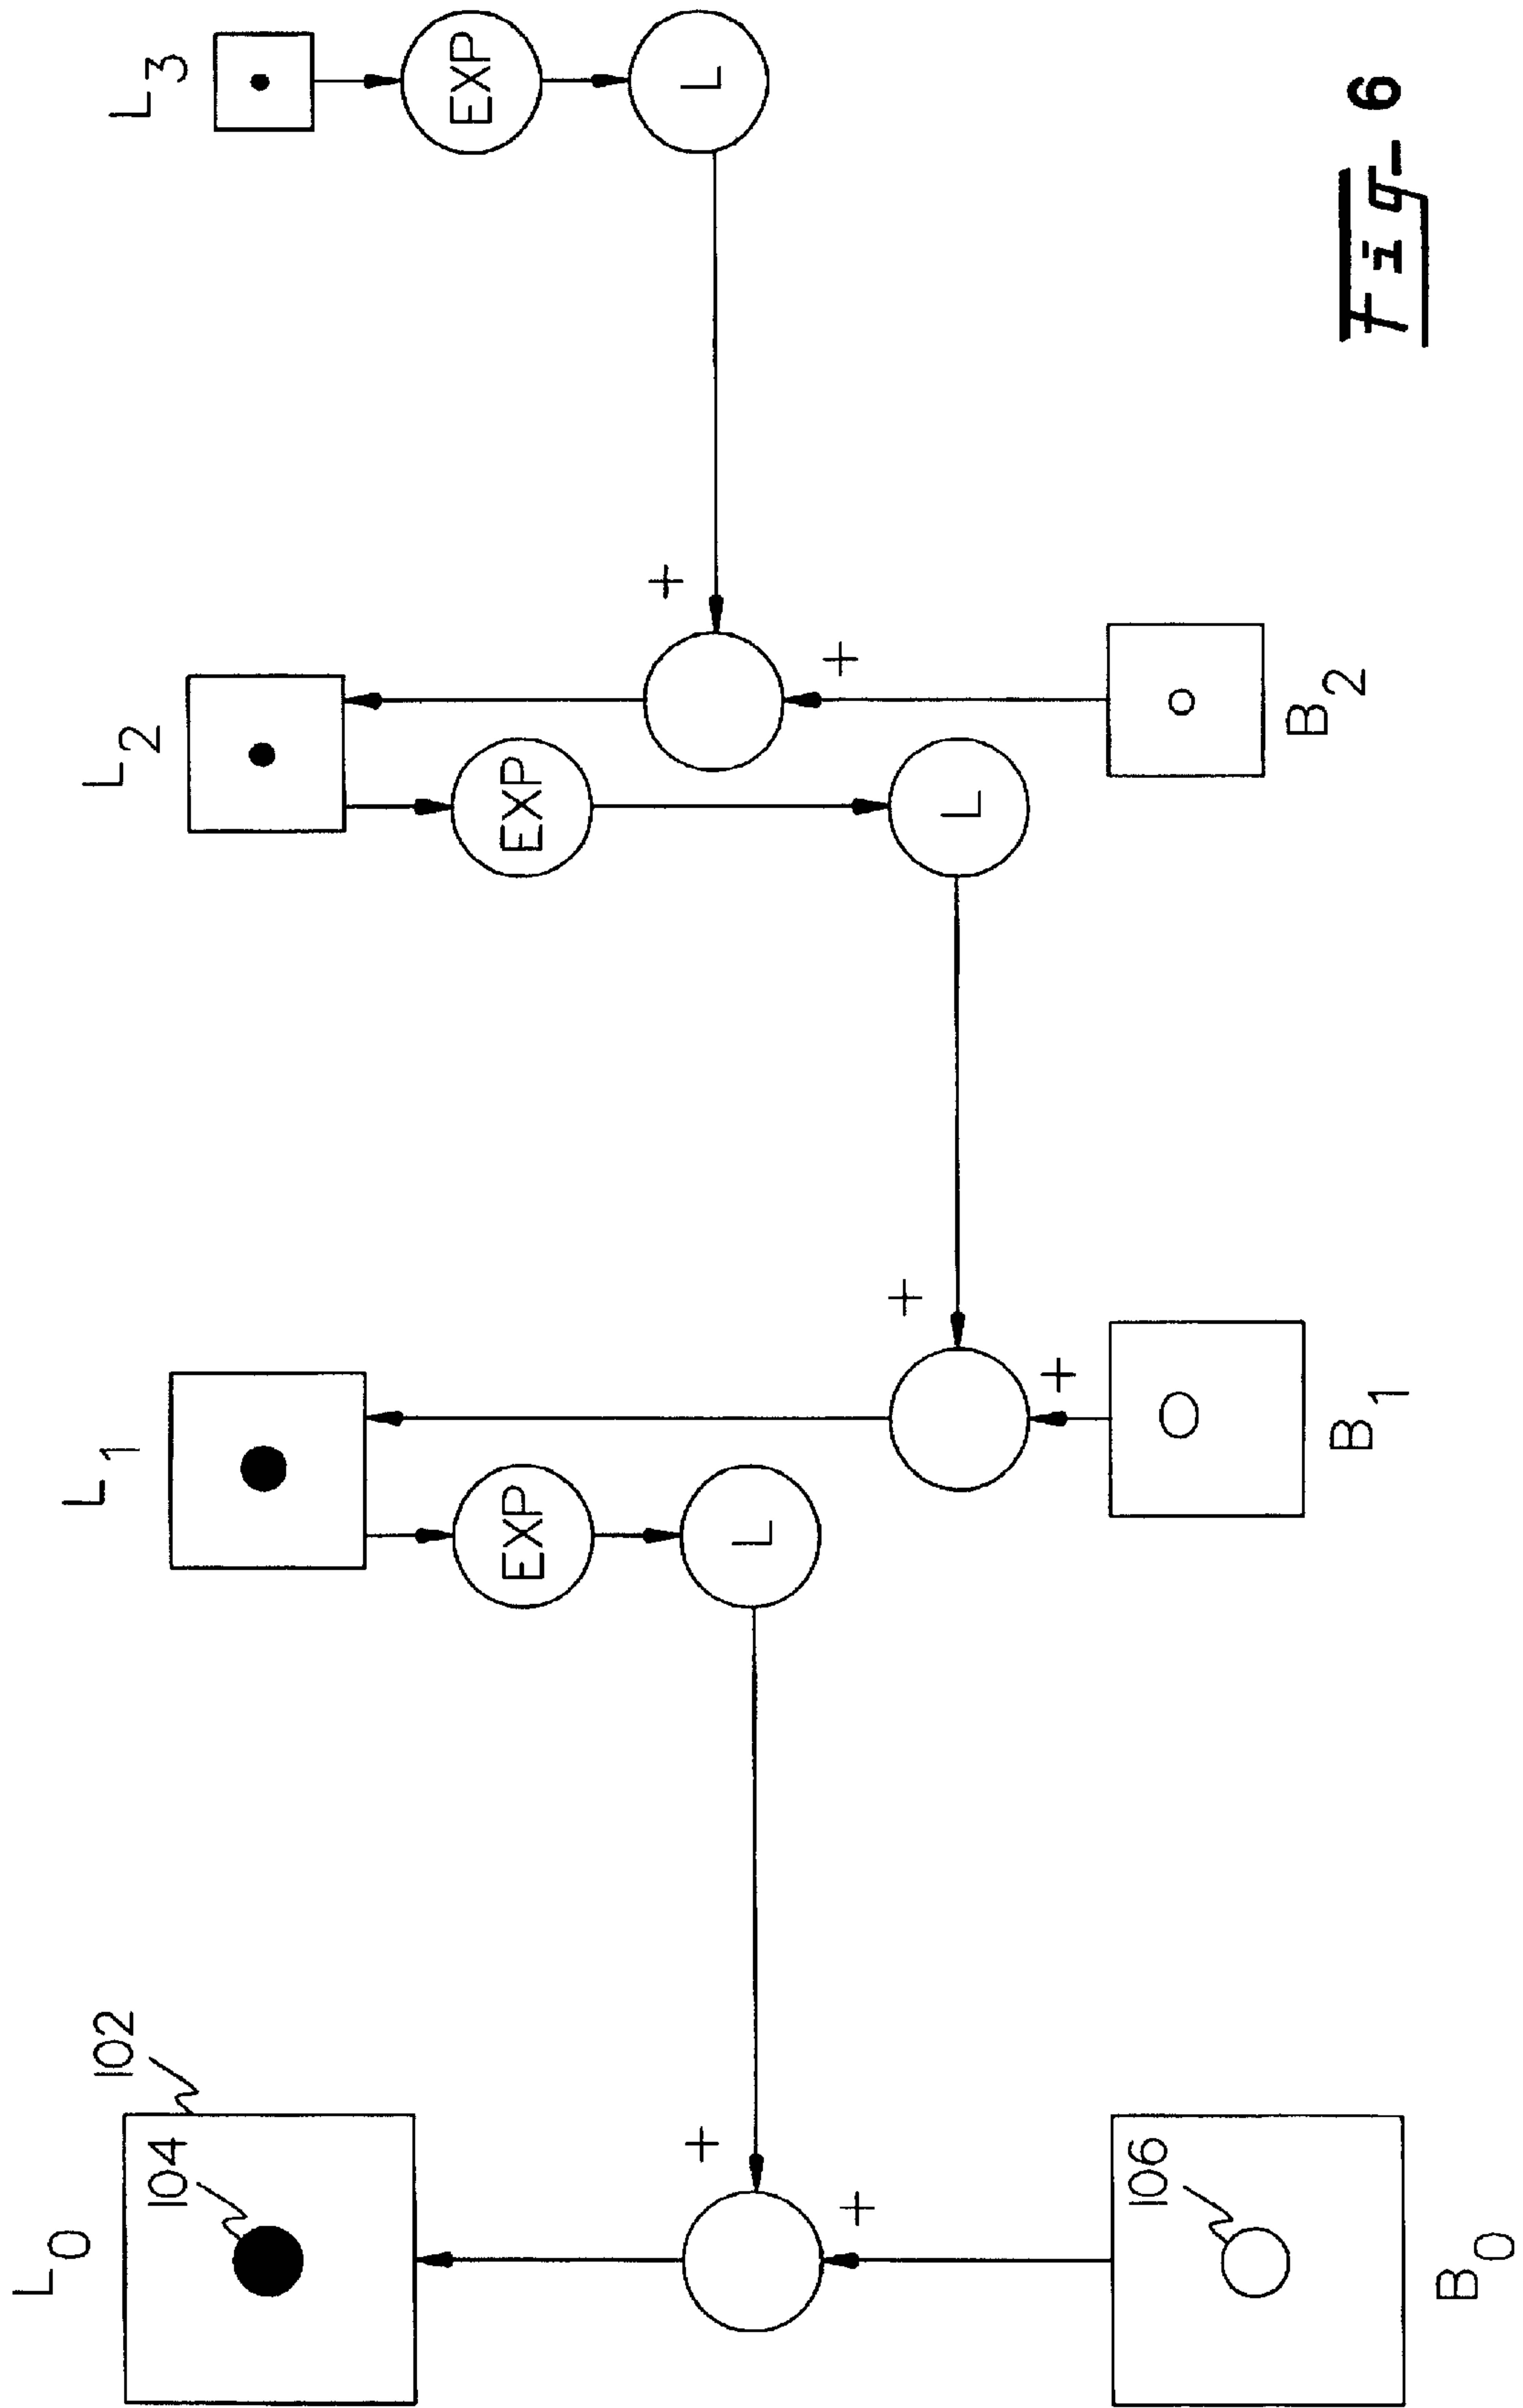 L3
EXP
L
+
L2
EXP
L
+
B2
L1
EXP
L
+
+
B1
L0
102
104
+
+
106
B0
Fig-6